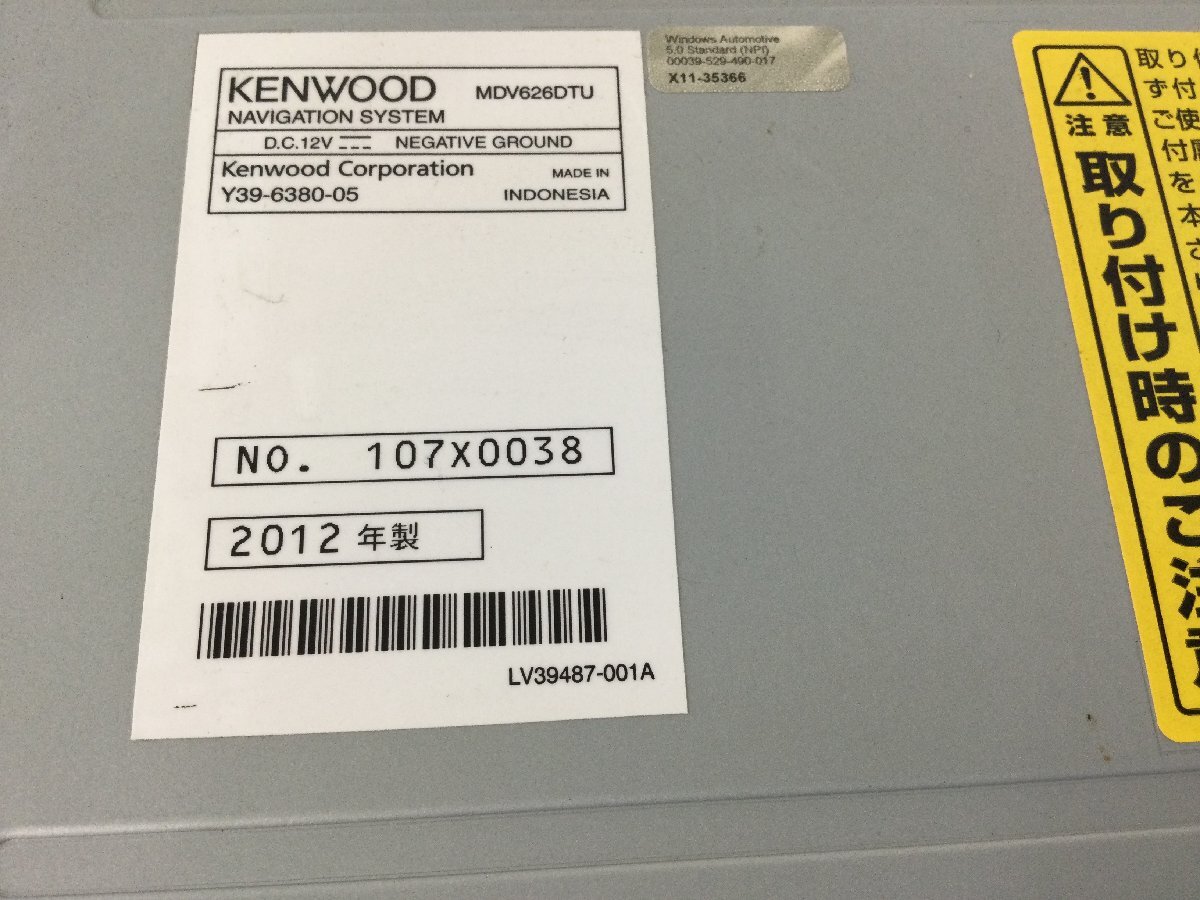 KENWOOD MDV626DTU
NAVIGATION SYSTEM
D.C.12V NEGATIVE GROUND
Kenwood Corporation MADE IN
Y39-6380-05 INDONESIA
NO. 107X0038
2012 年製
LV39487-001A
Windows Automotive
5.0 Standard (NPI)
00039-529-490-017
X11-35366
注意
取り付け時のご注意
取り付
ず付
ご使
付属
を
本
さ